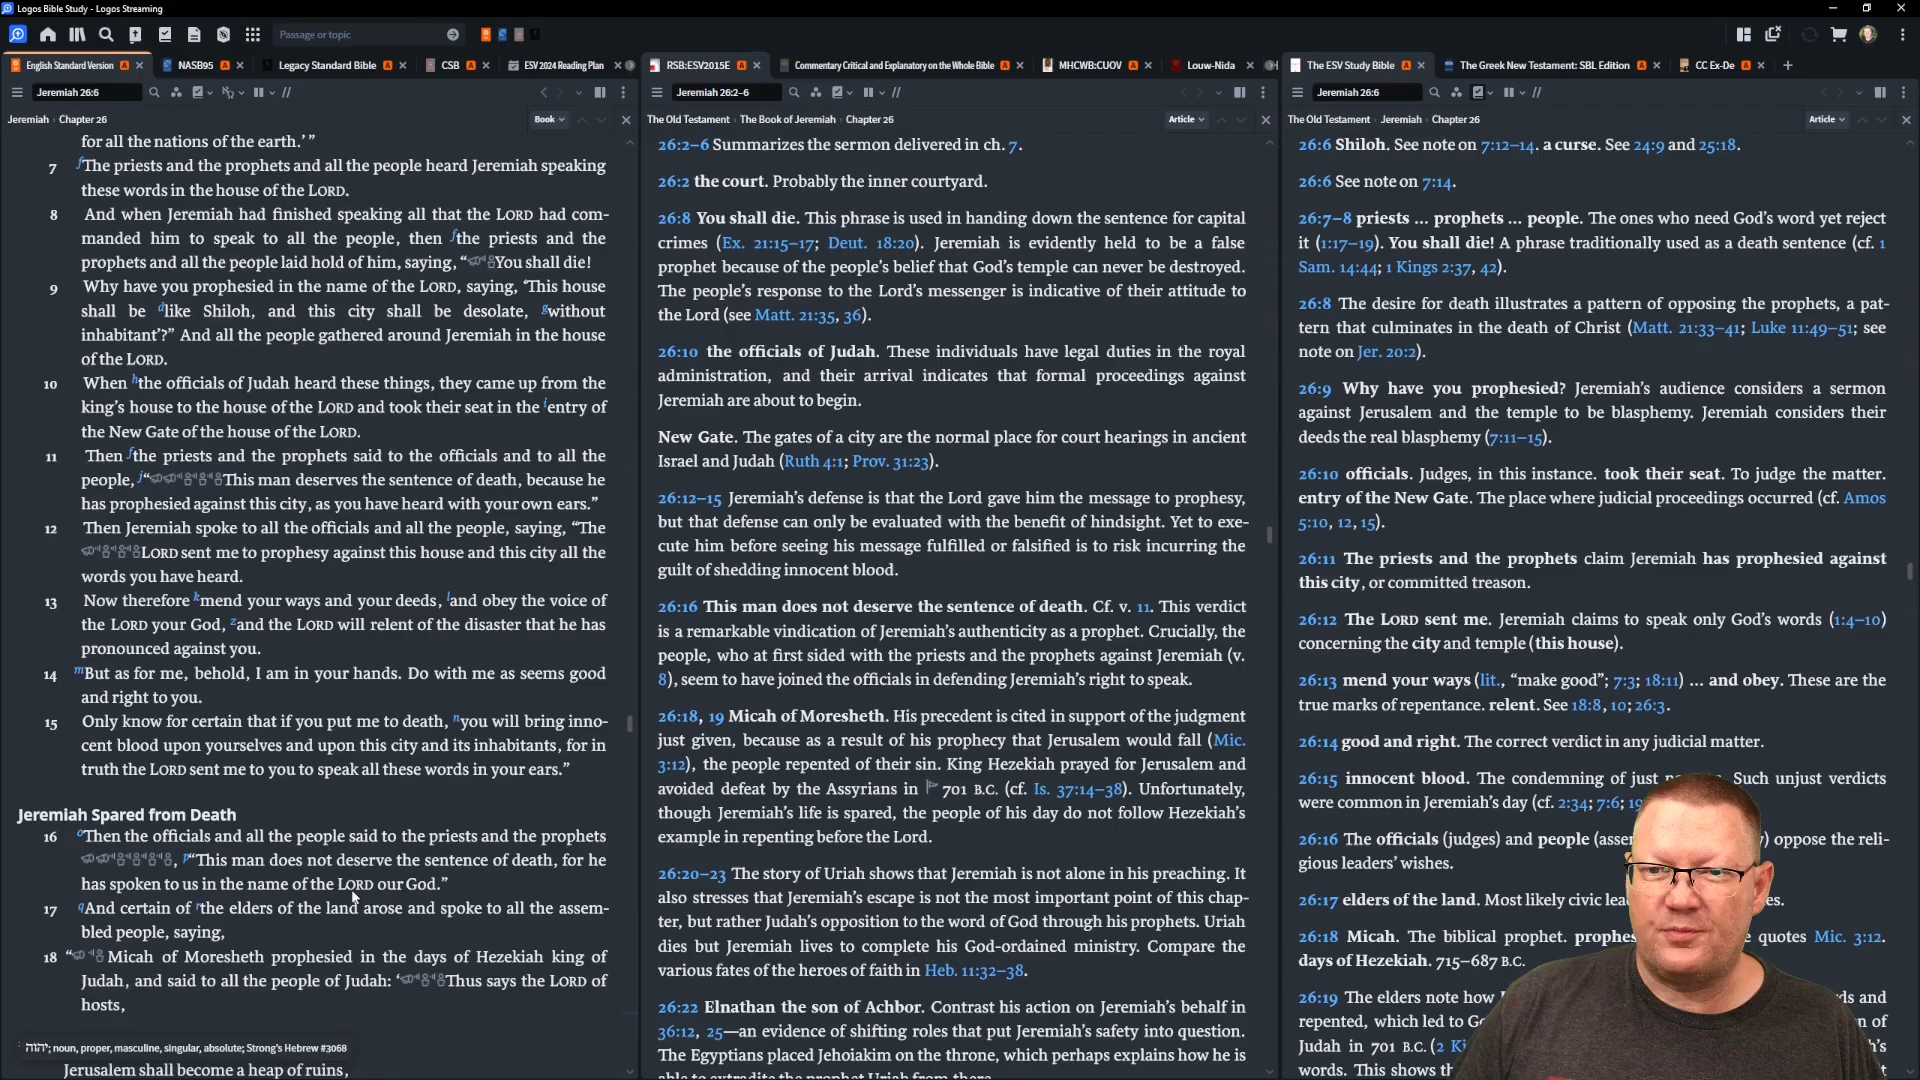 Logos Bible Study - Logos Streaming
Passage or topic
English Standard Version A
NASB95 A
Legacy Standard Bible A
CSB A
ESV 2024 Reading Plan
RSB:ESV2015E A
Commentary Critical and Explanatory on the Whole Bible A
MHCWB:CUOV A
Louw-Nida
The ESV Study Bible A
The Greek New Testament: SBL Edition A
CC Ex-De A
Jeremiah 26:6
Jeremiah Chapter 26
Book
for all the nations of the earth.’ ”
7 fThe priests and the prophets and all the people heard Jeremiah speaking
these words in the house of the LORD.
8 And when Jeremiah had finished speaking all that the LORD had com-
manded him to speak to all the people, then fthe priests and the
prophets and all the people laid hold of him, saying, “You shall die!
9 Why have you prophesied in the name of the LORD, saying, ‘This house
shall be dlike Shiloh, and this city shall be desolate, gwithout
inhabitant’?” And all the people gathered around Jeremiah in the house
of the LORD.
10 When hthe officials of Judah heard these things, they came up from the
king’s house to the house of the LORD and took their seat in the ientry of
the New Gate of the house of the LORD.
11 Then fthe priests and the prophets said to the officials and to all the
people, j“This man deserves the sentence of death, because he
has prophesied against this city, as you have heard with your own ears.”
12 Then Jeremiah spoke to all the officials and all the people, saying, “The
LORD sent me to prophesy against this house and this city all the
words you have heard.
13 Now therefore kmend your ways and your deeds, land obey the voice of
the LORD your God, zand the LORD will relent of the disaster that he has
pronounced against you.
14 mBut as for me, behold, I am in your hands. Do with me as seems good
and right to you.
15 Only know for certain that if you put me to death, nyou will bring inno-
cent blood upon yourselves and upon this city and its inhabitants, for in
truth the LORD sent me to you to speak all these words in your ears.”
Jeremiah Spared from Death
16 oThen the officials and all the people said to the priests and the prophets
, p“This man does not deserve the sentence of death, for he
has spoken to us in the name of the LORD our God.”
17 qAnd certain of rthe elders of the land arose and spoke to all the assem-
bled people, saying,
18 “ Micah of Moresheth prophesied in the days of Hezekiah king of
Judah, and said to all the people of Judah: ‘Thus says the LORD of
hosts,
יהוה; noun, proper, masculine, singular, absolute; Strong’s Hebrew #3068
Jerusalem shall become a heap of ruins,
Jeremiah 26:2–6
The Old Testament The Book of Jeremiah Chapter 26
Article
26:2–6 Summarizes the sermon delivered in ch. 7.
26:2 the court. Probably the inner courtyard.
26:8 You shall die. This phrase is used in handing down the sentence for capital
crimes (Ex. 21:15–17; Deut. 18:20). Jeremiah is evidently held to be a false
prophet because of the people’s belief that God’s temple can never be destroyed.
The people’s response to the Lord’s messenger is indicative of their attitude to
the Lord (see Matt. 21:35, 36).
26:10 the officials of Judah. These individuals have legal duties in the royal
administration, and their arrival indicates that formal proceedings against
Jeremiah are about to begin.
New Gate. The gates of a city are the normal place for court hearings in ancient
Israel and Judah (Ruth 4:1; Prov. 31:23).
26:12–15 Jeremiah’s defense is that the Lord gave him the message to prophesy,
but that defense can only be evaluated with the benefit of hindsight. Yet to exe-
cute him before seeing his message fulfilled or falsified is to risk incurring the
guilt of shedding innocent blood.
26:16 This man does not deserve the sentence of death. Cf. v. 11. This verdict
is a remarkable vindication of Jeremiah’s authenticity as a prophet. Crucially, the
people, who at first sided with the priests and the prophets against Jeremiah (v.
8), seem to have joined the officials in defending Jeremiah’s right to speak.
26:18, 19 Micah of Moresheth. His precedent is cited in support of the judgment
just given, because as a result of his prophecy that Jerusalem would fall (Mic.
3:12), the people repented of their sin. King Hezekiah prayed for Jerusalem and
avoided defeat by the Assyrians in 701 B.C. (cf. Is. 37:14–38). Unfortunately,
though Jeremiah’s life is spared, the people of his day do not follow Hezekiah’s
example in repenting before the Lord.
26:20–23 The story of Uriah shows that Jeremiah is not alone in his preaching. It
also stresses that Jeremiah’s escape is not the most important point of this chap-
ter, but rather Judah’s opposition to the word of God through his prophets. Uriah
dies but Jeremiah lives to complete his God-ordained ministry. Compare the
various fates of the heroes of faith in Heb. 11:32–38.
26:22 Elnathan the son of Achbor. Contrast his action on Jeremiah’s behalf in
36:12, 25—an evidence of shifting roles that put Jeremiah’s safety into question.
The Egyptians placed Jehoiakim on the throne, which perhaps explains how he is
able to extradite the prophet Uriah from there.
Jeremiah 26:6
The Old Testament Jeremiah Chapter 26
Article
26:6 Shiloh. See note on 7:12–14. a curse. See 24:9 and 25:18.
26:6 See note on 7:14.
26:7–8 priests … prophets … people. The ones who need God’s word yet reject
it (1:17–19). You shall die! A phrase traditionally used as a death sentence (cf. 1
Sam. 14:44; 1 Kings 2:37, 42).
26:8 The desire for death illustrates a pattern of opposing the prophets, a pat-
tern that culminates in the death of Christ (Matt. 21:33–41; Luke 11:49–51; see
note on Jer. 20:2).
26:9 Why have you prophesied? Jeremiah’s audience considers a sermon
against Jerusalem and the temple to be blasphemy. Jeremiah considers their
deeds the real blasphemy (7:11–15).
26:10 officials. Judges, in this instance. took their seat. To judge the matter.
entry of the New Gate. The place where judicial proceedings occurred (cf. Amos
5:10, 12, 15).
26:11 The priests and the prophets claim Jeremiah has prophesied against
this city, or committed treason.
26:12 The LORD sent me. Jeremiah claims to speak only God’s words (1:4–10)
concerning the city and temple (this house).
26:13 mend your ways (lit., “make good”; 7:3; 18:11) … and obey. These are the
true marks of repentance. relent. See 18:8, 10; 26:3.
26:14 good and right. The correct verdict in any judicial matter.
26:15 innocent blood. The condemning of just Such unjust verdicts
were common in Jeremiah’s day (cf. 2:34; 7:6;
26:16 The officials (judges) and people oppose the reli-
gious leaders’ wishes.
26:17 elders of the land. Most likely civic
26:18 Micah. The biblical prophet. quotes Mic. 3:12.
days of Hezekiah. 715–687 B.C.
26:19 The elders note how and
repented, which led to of
Judah in 701 B.C. (2
words. This shows